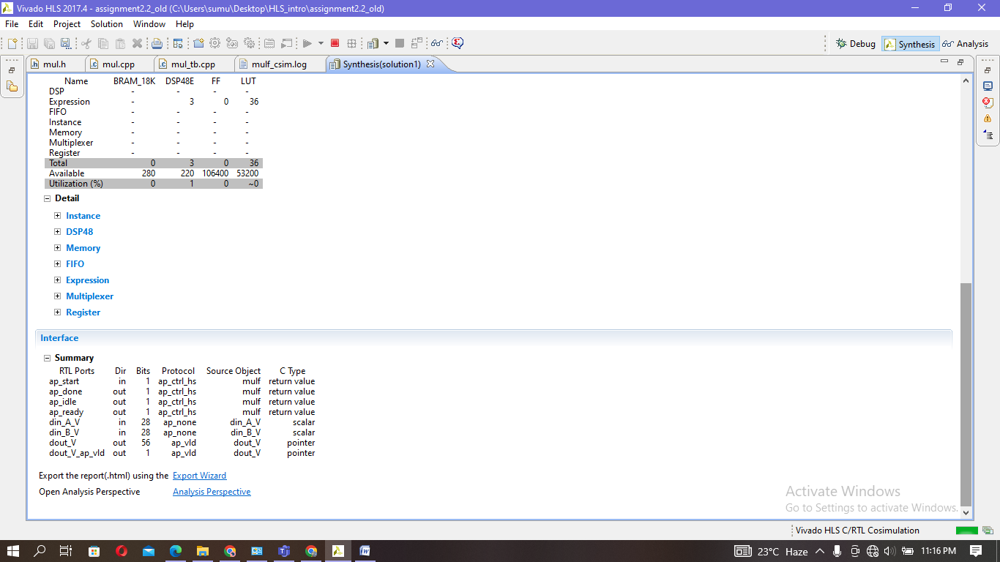 Vivado HLS 2017.4 - assignment2.2_old (C:\Users\sumu\Desktop\HLS_intro\assignment2.2_old)
File Edit Project Solution Window Help
Debug Synthesis Analysis
mul.h mul.cpp mul_tb.cpp mulf_csim.log Synthesis(solution1)
Name BRAM_18K DSP48E FF LUT
DSP - - - -
Expression - 3 0 36
FIFO - - - -
Instance - - - -
Memory - - - -
Multiplexer - - - -
Register - - - -
Total 0 3 0 36
Available 280 220 106400 53200
Utilization (%) 0 1 0 ~0
Detail
Instance
DSP48
Memory
FIFO
Expression
Multiplexer
Register
Interface
Summary
RTL Ports Dir Bits Protocol Source Object C Type
ap_start in 1 ap_ctrl_hs mulf return value
ap_done out 1 ap_ctrl_hs mulf return value
ap_idle out 1 ap_ctrl_hs mulf return value
ap_ready out 1 ap_ctrl_hs mulf return value
din_A_V in 28 ap_none din_A_V scalar
din_B_V in 28 ap_none din_B_V scalar
dout_V out 56 ap_vld dout_V pointer
dout_V_ap_vld out 1 ap_vld dout_V pointer
Export the report(.html) using the Export Wizard
Open Analysis Perspective Analysis Perspective
Activate Windows
Go to Settings to activate Windows.
Vivado HLS C/RTL Cosimulation
23°C Haze 11:16 PM